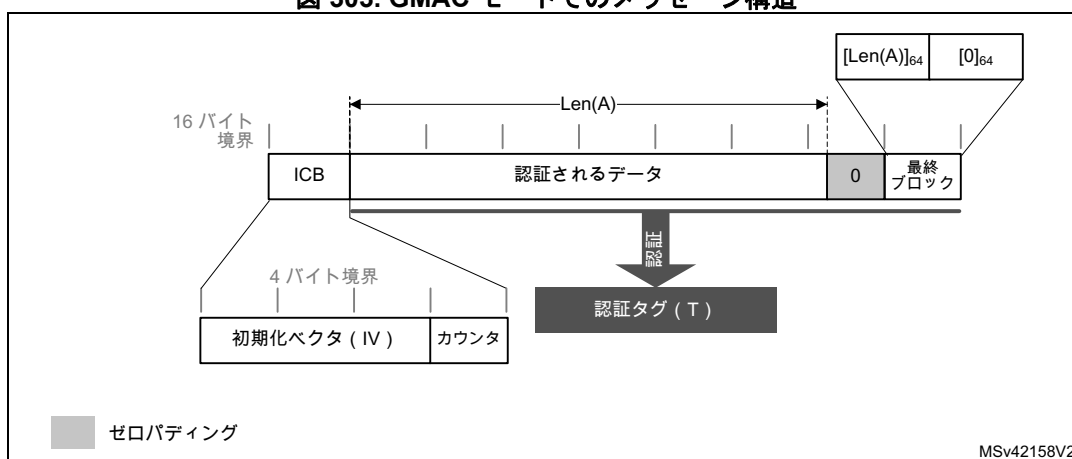 [Len(A)]64 [0]64
Len(A)
16 バイト
境界
ICB 認証されるデータ 0 最終
ブロック
認証
4 バイト境界
認証タグ ( T )
初期化ベクタ ( IV ) カウンタ
ゼロパディング
MSv42158V2